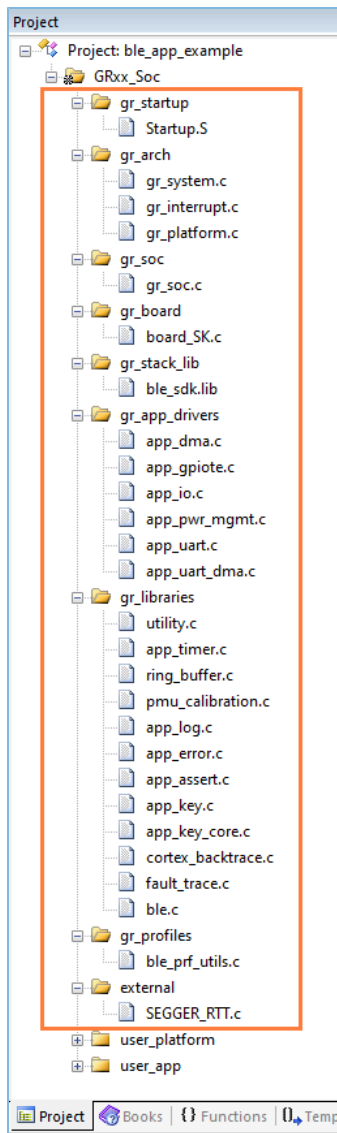 Project
Project: ble_app_example
GRxx_Soc
gr_startup
Startup.S
gr_arch
gr_system.c
gr_interrupt.c
gr_platform.c
gr_soc
gr_soc.c
gr_board
board_SK.c
gr_stack_lib
ble_sdk.lib
gr_app_drivers
app_dma.c
app_gpiote.c
app_io.c
app_pwr_mgmt.c
app_uart.c
app_uart_dma.c
gr_libraries
utility.c
app_timer.c
ring_buffer.c
pmu_calibration.c
app_log.c
app_error.c
app_assert.c
app_key.c
app_key_core.c
cortex_backtrace.c
fault_trace.c
ble.c
gr_profiles
ble_prf_utils.c
external
SEGGER_RTT.c
user_platform
user_app
Project Books {} Functions 0 Temp